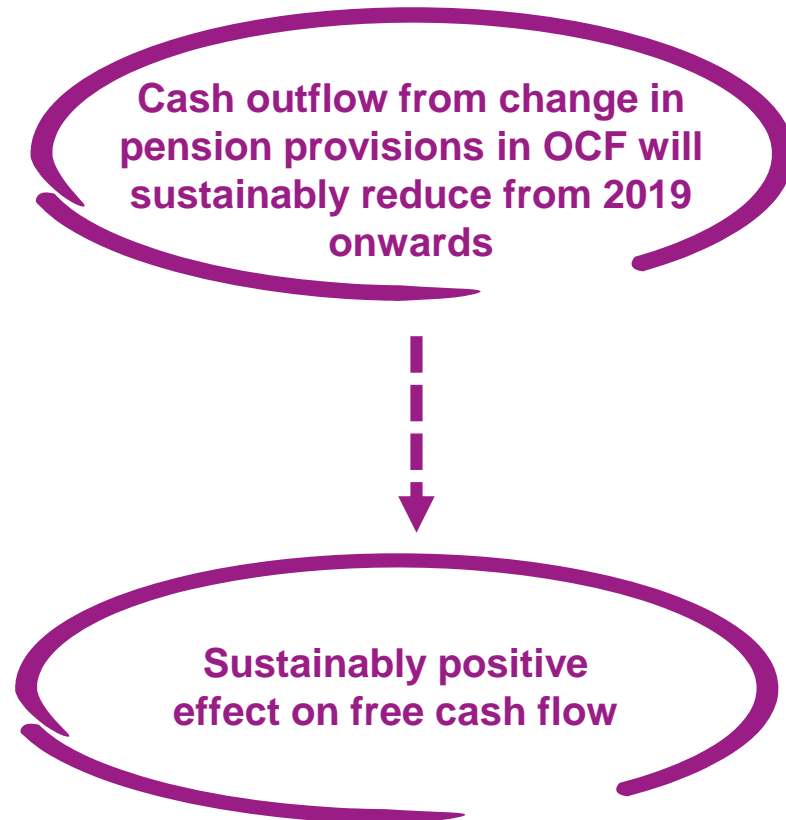 Cash outflow from change in
pension provisions in OCF will
sustainably reduce from 2019
onwards
Sustainably positive
effect on free cash flow